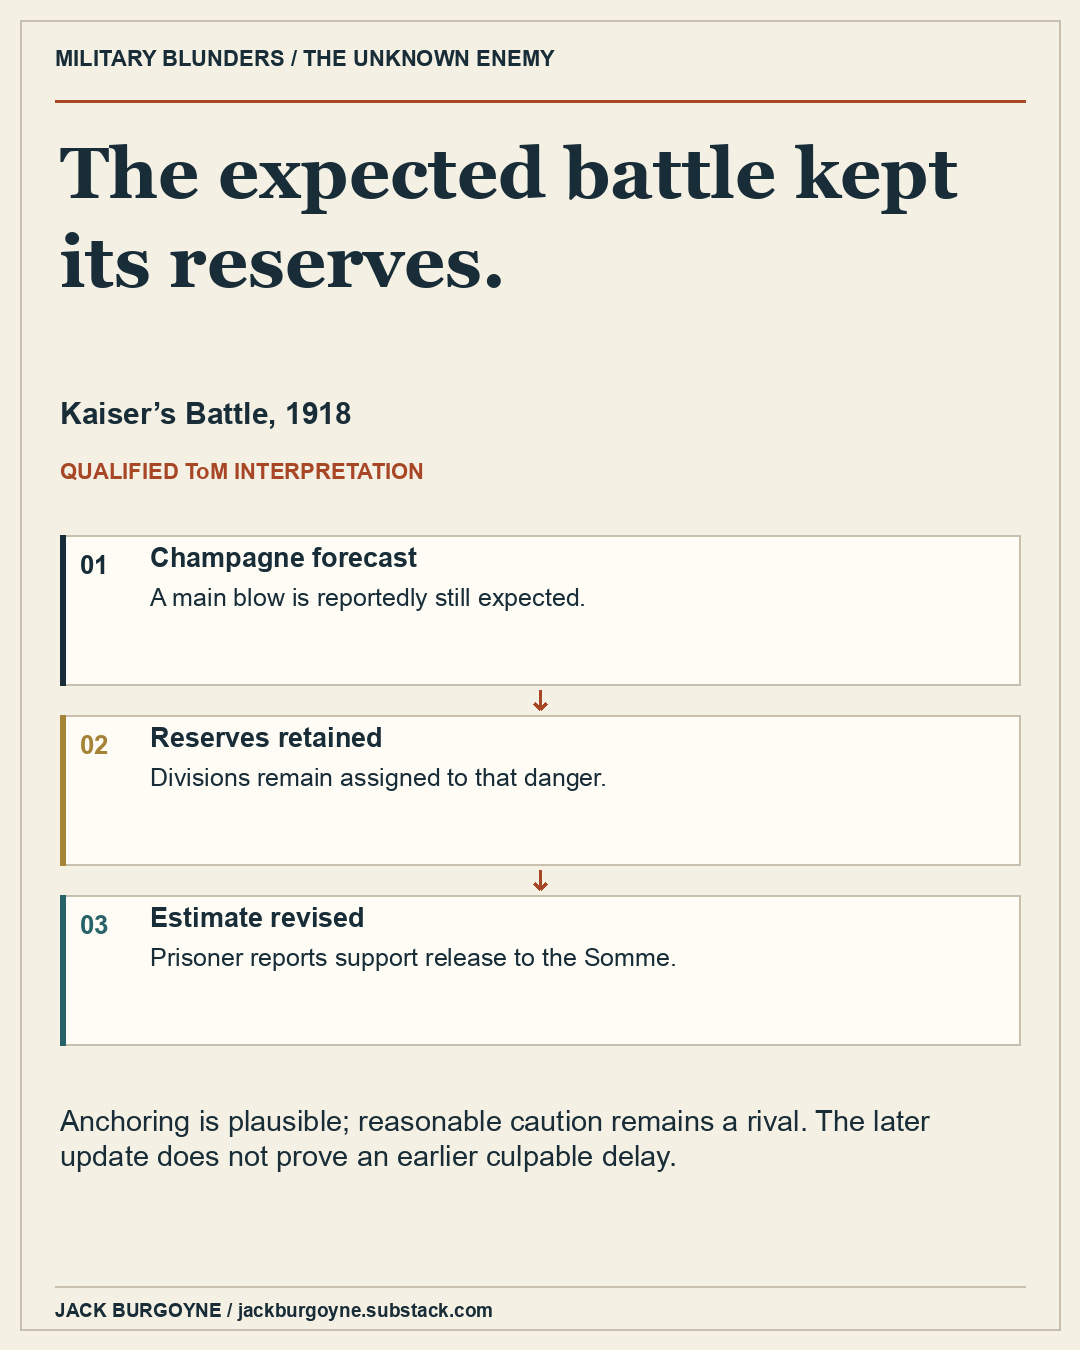 MILITARY BLUNDERS / THE UNKNOWN ENEMY
The expected battle kept
its reserves.
Kaiser’s Battle, 1918
QUALIFIED ToM INTERPRETATION
01
Champagne forecast
A main blow is reportedly still expected.
02
Reserves retained
Divisions remain assigned to that danger.
03
Estimate revised
Prisoner reports support release to the Somme.
Anchoring is plausible; reasonable caution remains a rival. The later
update does not prove an earlier culpable delay.
JACK BURGOYNE / jackburgoyne.substack.com